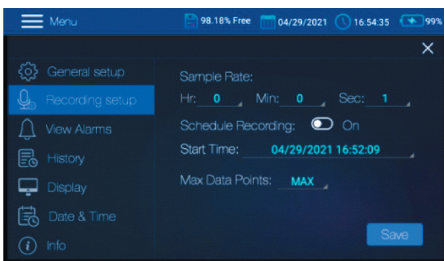 Menu 98.18% Free 04/29/2021 16:54:35 99%
General setup
Recording setup
View Alarms
History
Display
Date & Time
Info
Sample Rate:
Hr: 0 Min: 0 Sec: 1
Schedule Recording: On
Start Time: 04/29/2021 16:52:09
Max Data Points: MAX
Save